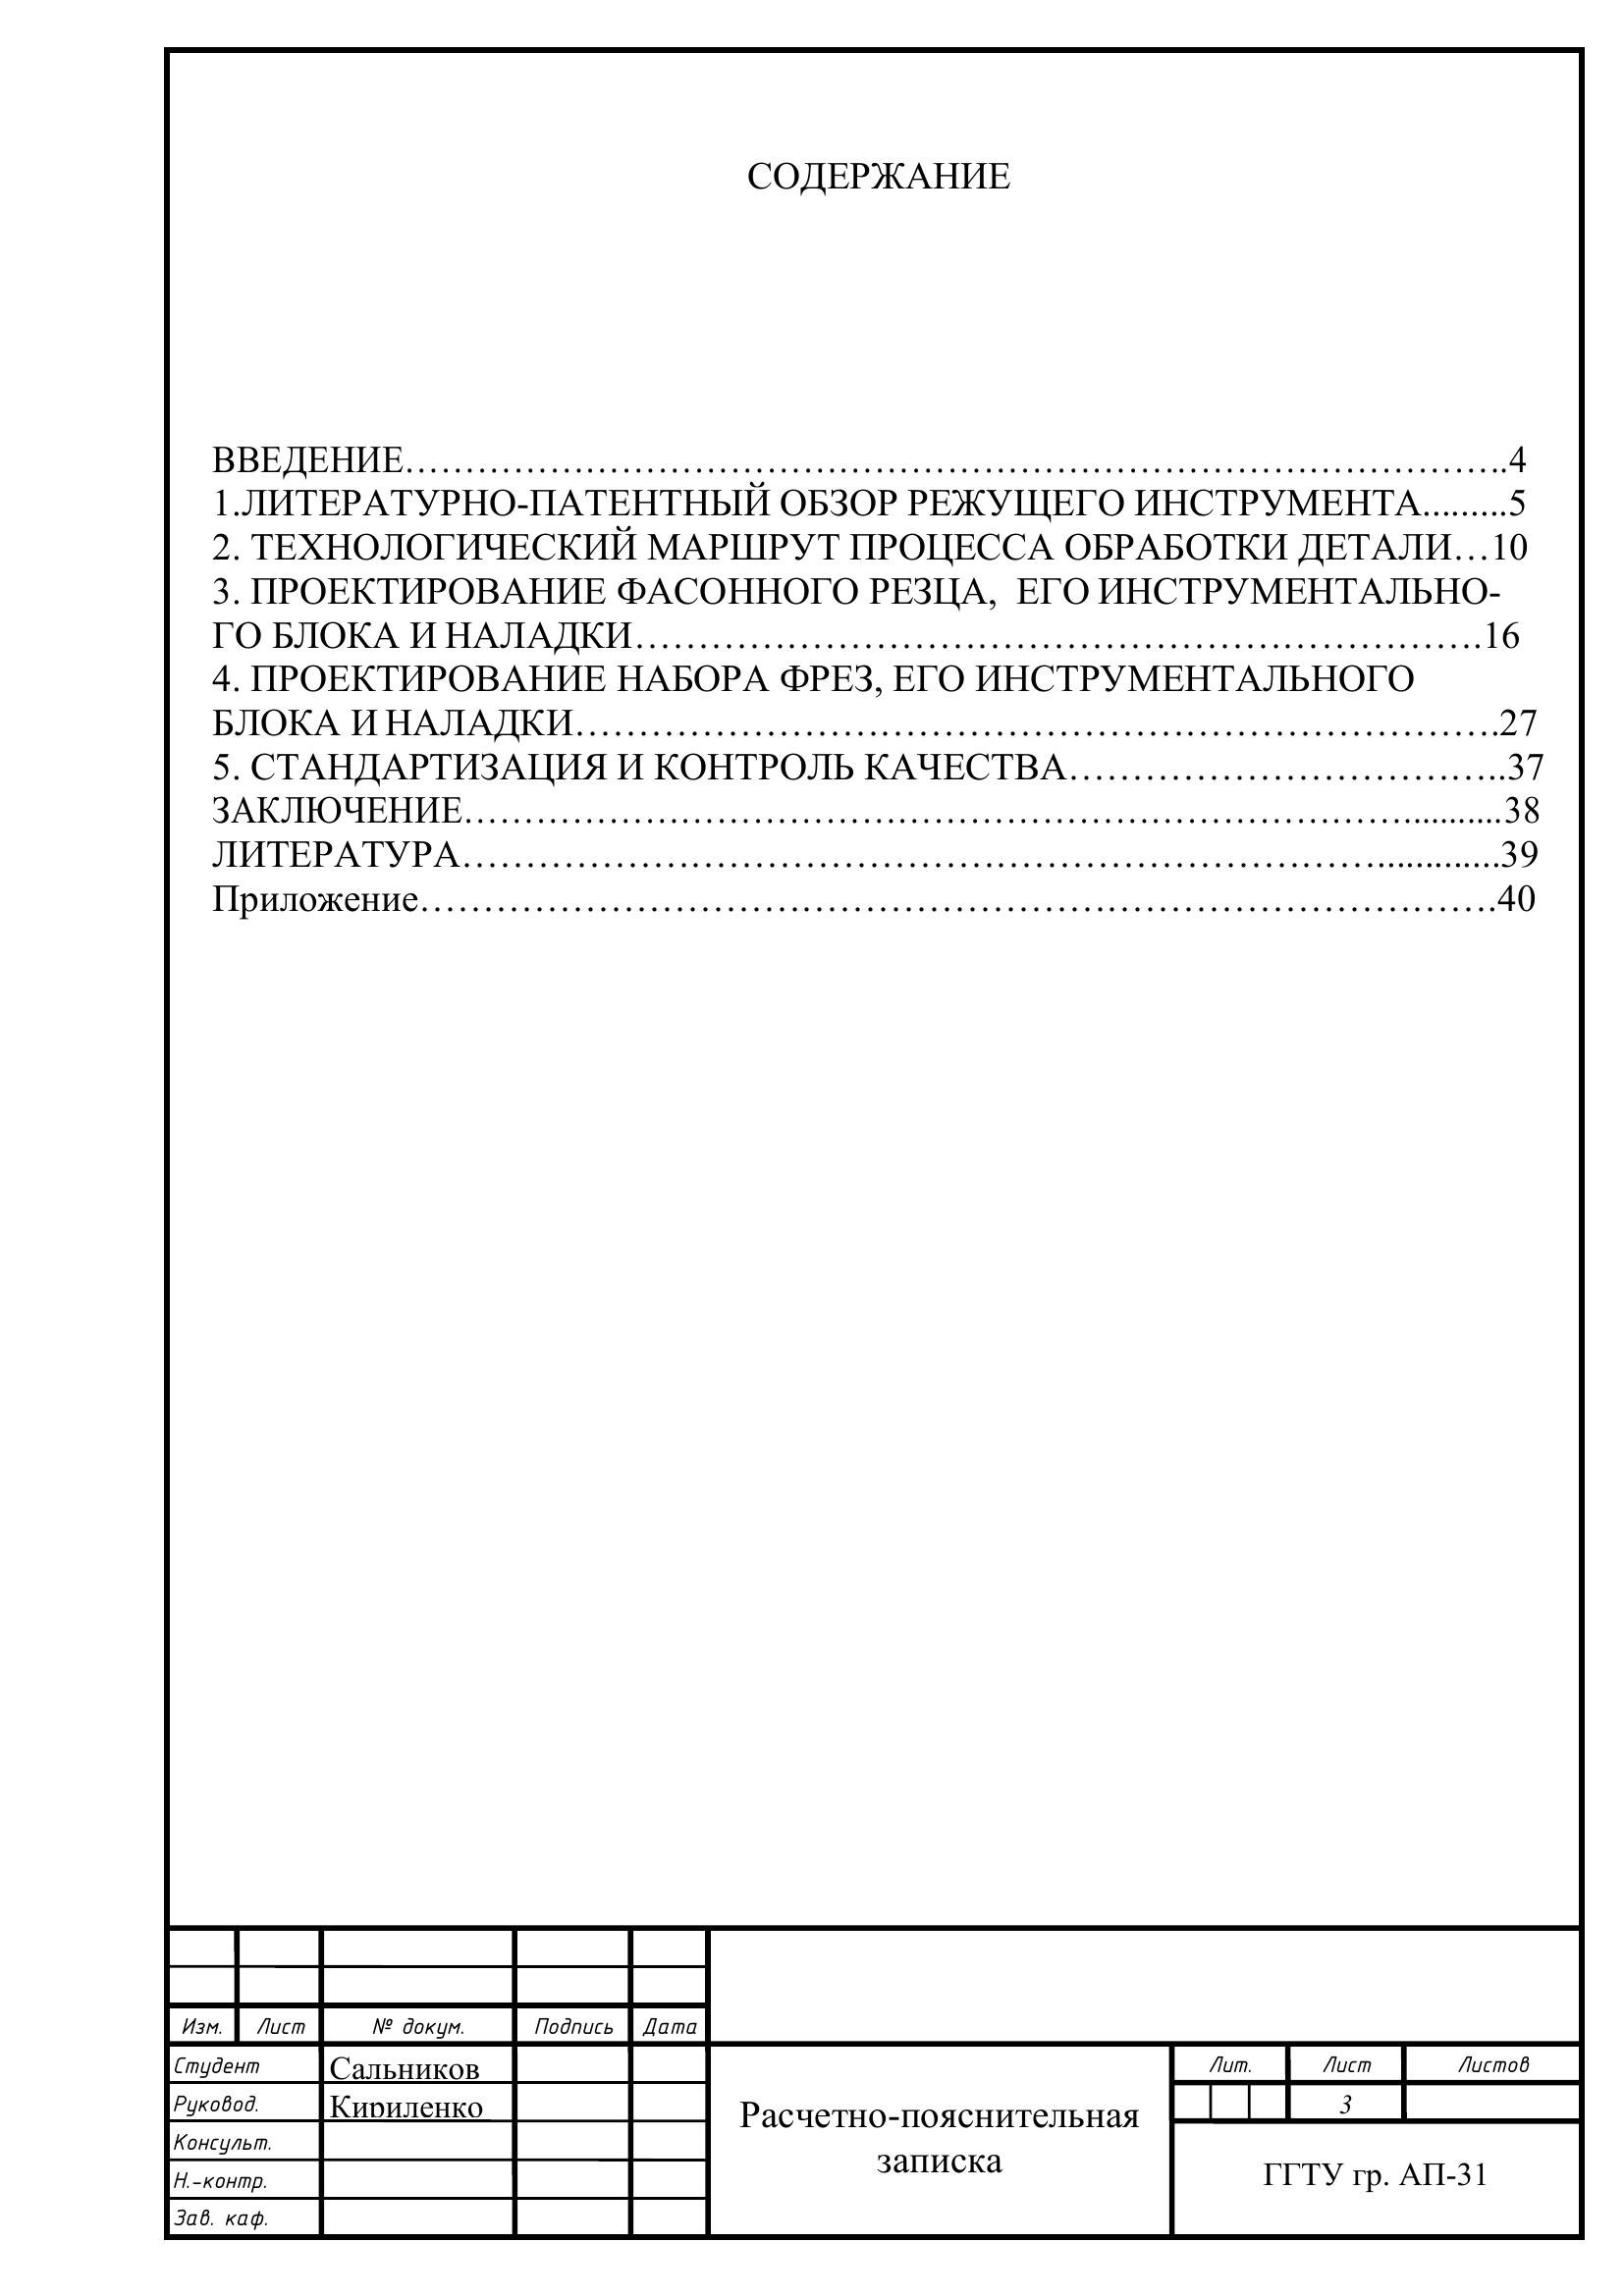 СОДЕРЖАНИЕ
ВВЕДЕНИЕ……………………………………………………………………………….4
1.ЛИТЕРАТУРНО-ПАТЕНТНЫЙ ОБЗОР РЕЖУЩЕГО ИНСТРУМЕНТА.........5
2. ТЕХНОЛОГИЧЕСКИЙ МАРШРУТ ПРОЦЕССА ОБРАБОТКИ ДЕТАЛИ…10
3. ПРОЕКТИРОВАНИЕ ФАСОННОГО РЕЗЦА,  ЕГО ИНСТРУМЕНТАЛЬНО-
ГО БЛОКА И НАЛАДКИ…………………………………………………………….16
4. ПРОЕКТИРОВАНИЕ НАБОРА ФРЕЗ, ЕГО ИНСТРУМЕНТАЛЬНОГО
БЛОКА И НАЛАДКИ………………………………………………………………….27
5. СТАНДАРТИЗАЦИЯ И КОНТРОЛЬ КАЧЕСТВА……………………………..37
ЗАКЛЮЧЕНИЕ……………………………………………………………………...........38
ЛИТЕРАТУРА…………………………………………………………………..............39
Приложение…………………………………………………………………………….40
Изм. Лист № докум. Подпись Дата
Студент Сальников
Руковод. Кириленко
Консульт.
Н.-контр.
Зав. каф.
Расчетно-пояснительная
записка
Лит. Лист Листов
3
ГГТУ гр. АП-31